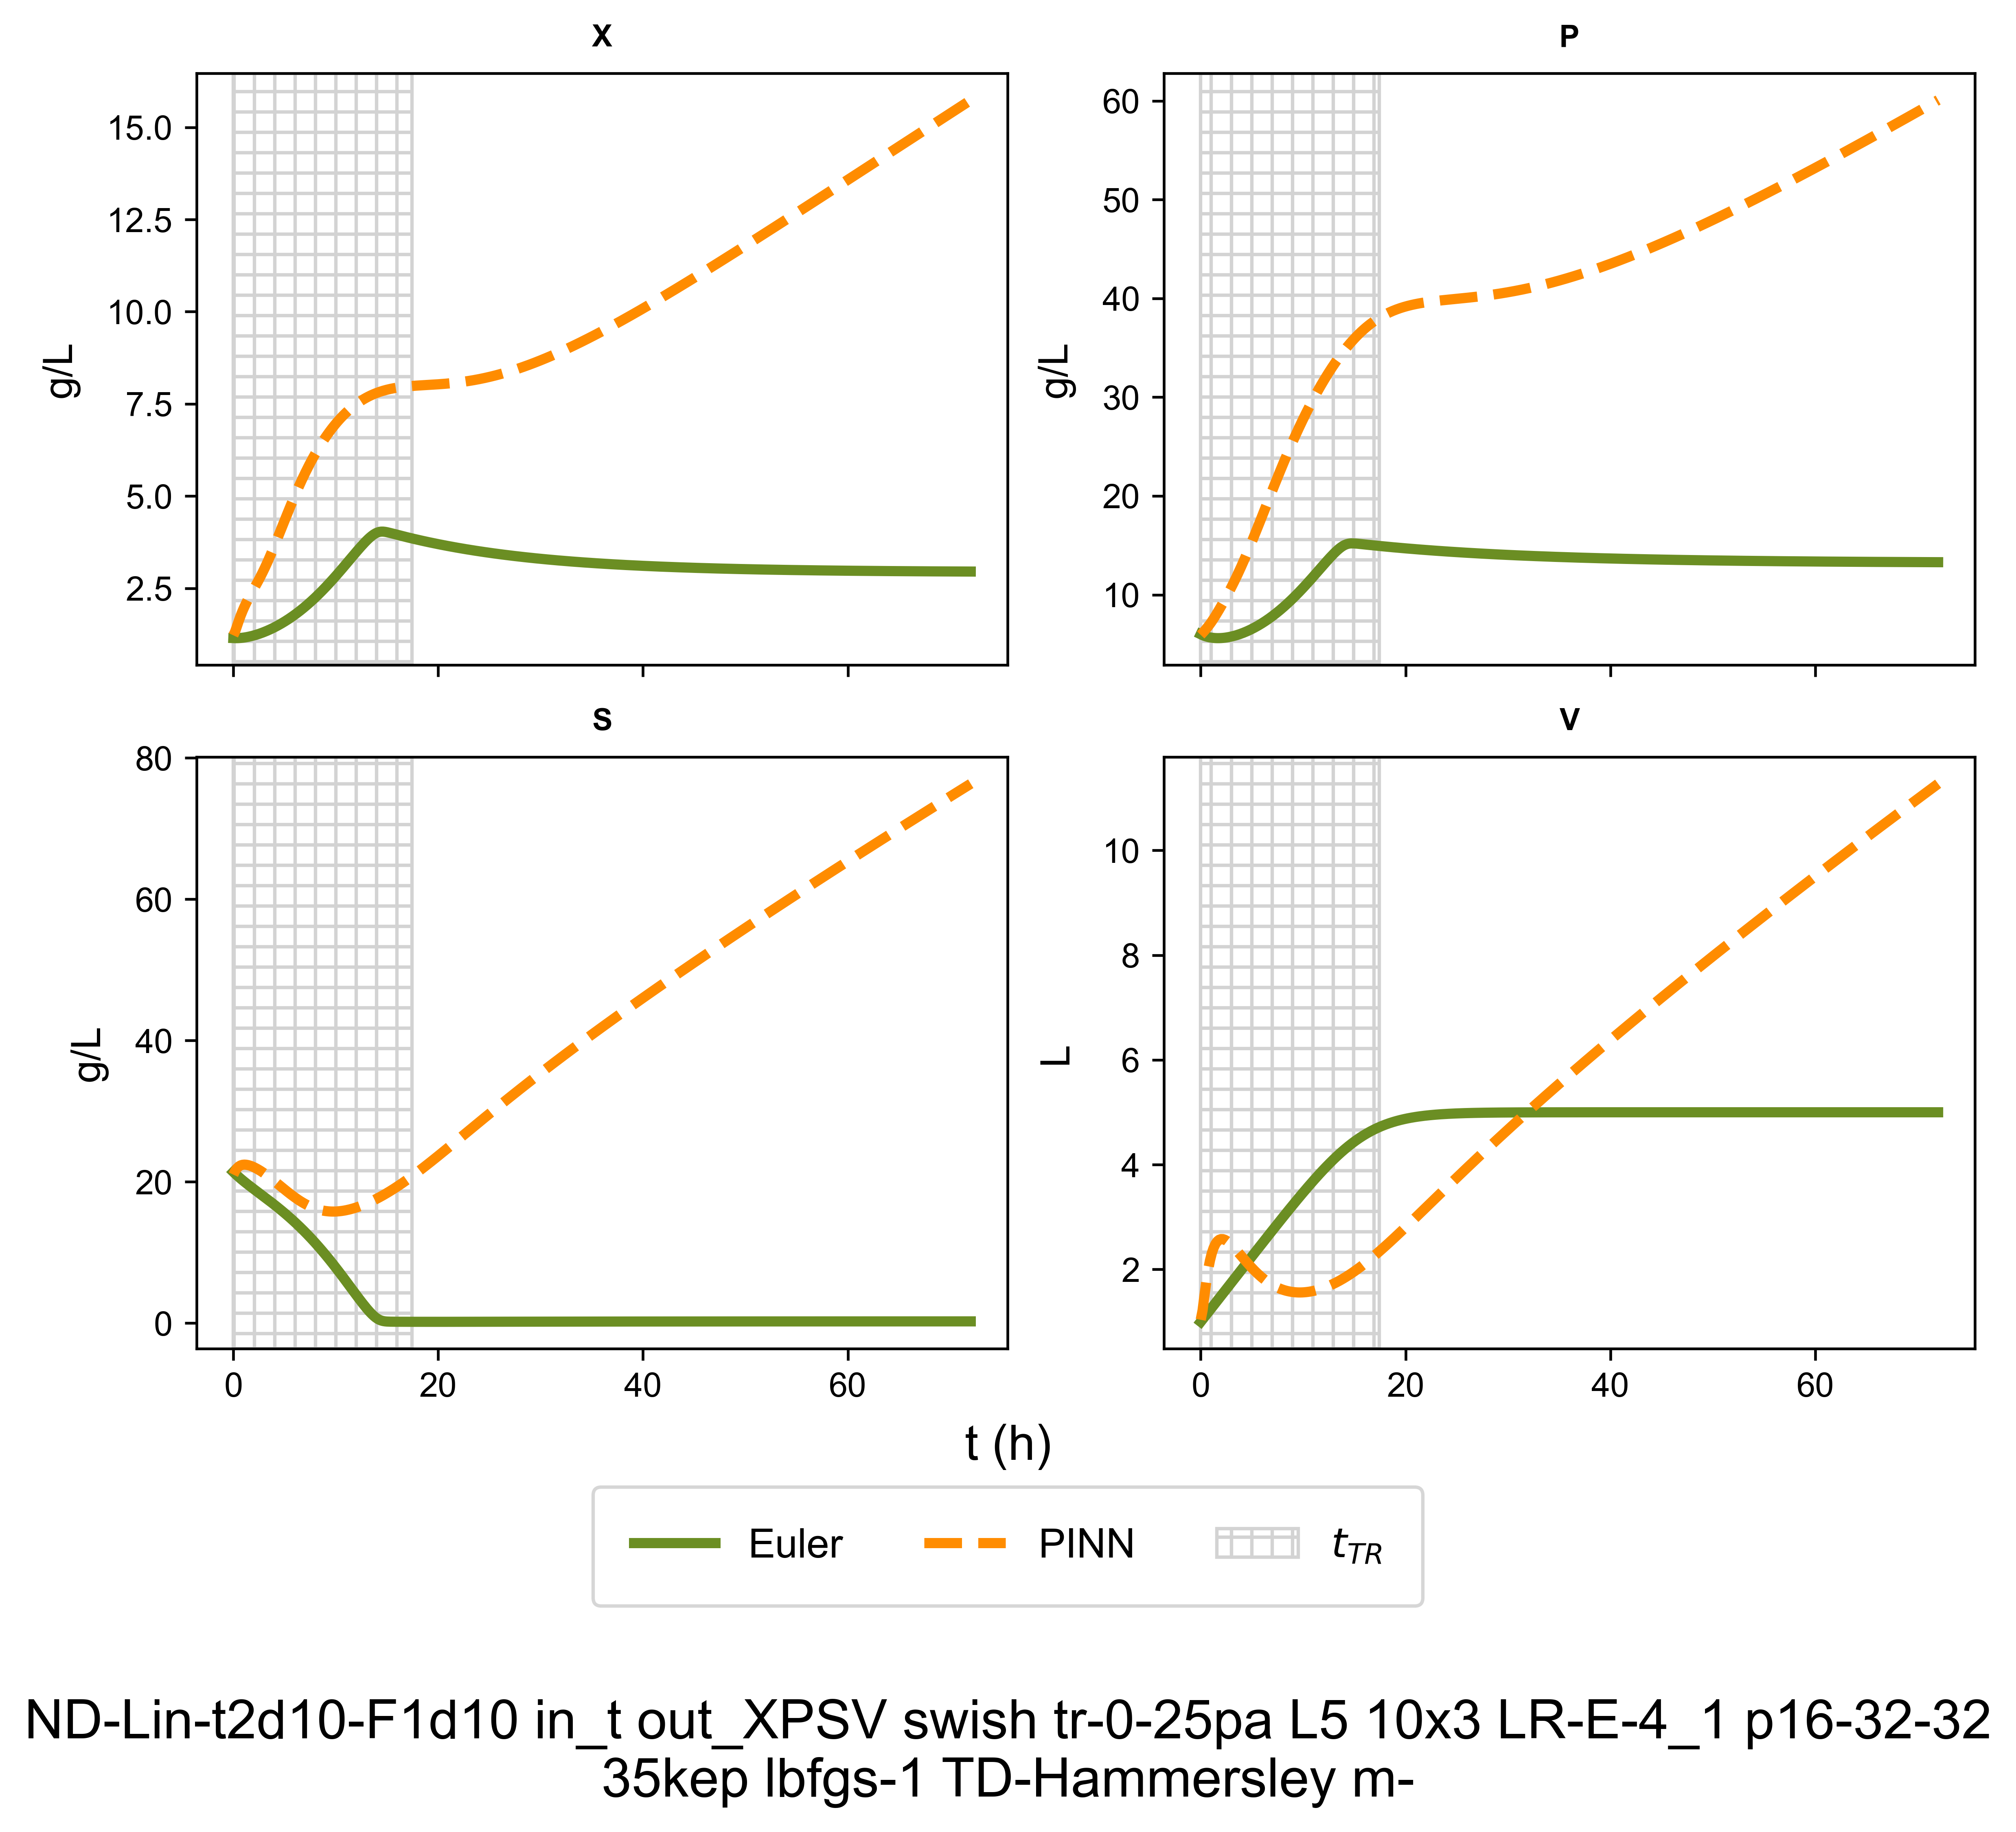 X
P
15.0
12.5
10.0
7.5
5.0
2.5
g/L
60
50
40
30
20
10
g/L
S
V
80
60
40
20
0
g/L
10
8
6
4
2
L
0 20 40 60
0 20 40 60
t (h)
Euler PINN t_TR
ND-Lin-t2d10-F1d10 in_t out_XPSV swish tr-0-25pa L5 10x3 LR-E-4_1 p16-32-32
35kep lbfgs-1 TD-Hammersley m-